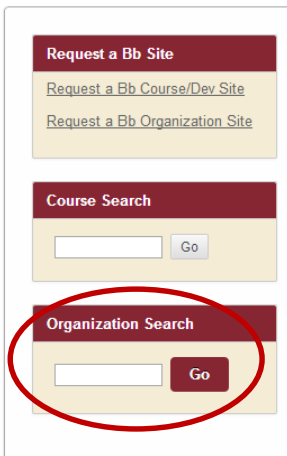 Request a Bb Site
Request a Bb Course/Dev Site
Request a Bb Organization Site
Course Search
Go
Organization Search
Go